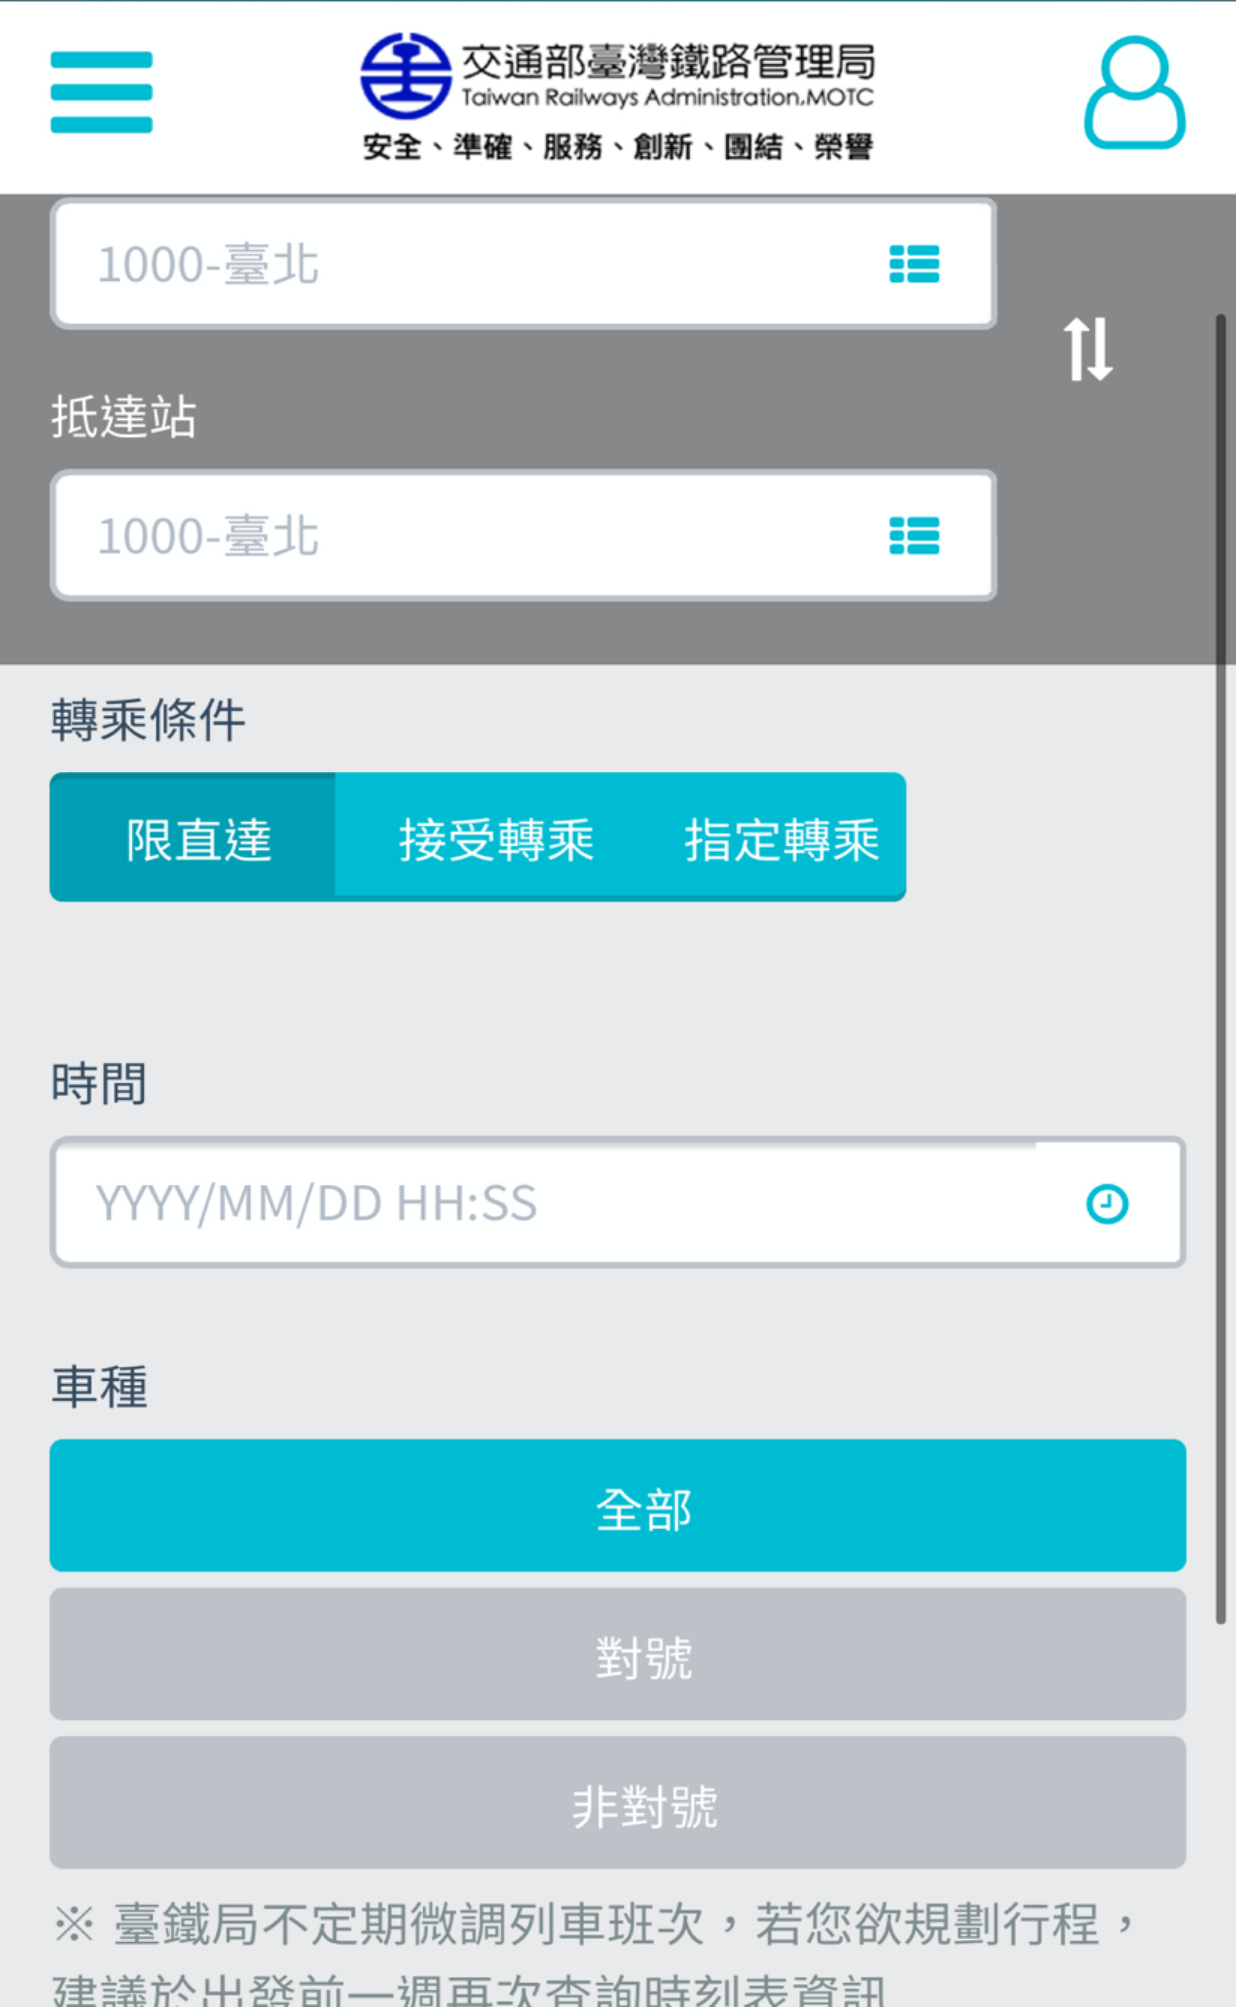 交通部臺灣鐵路管理局
Taiwan Railways Administration,MOTC
安全、準確、服務、創新、團結、榮譽
1000-臺北
抵達站
1000-臺北
轉乘條件
限直達 接受轉乘 指定轉乘
時間
YYYY/MM/DD HH:SS
車種
全部
對號
非對號
※ 臺鐵局不定期微調列車班次，若您欲規劃行程，
建議於出發前一週再次查詢時刻表資訊